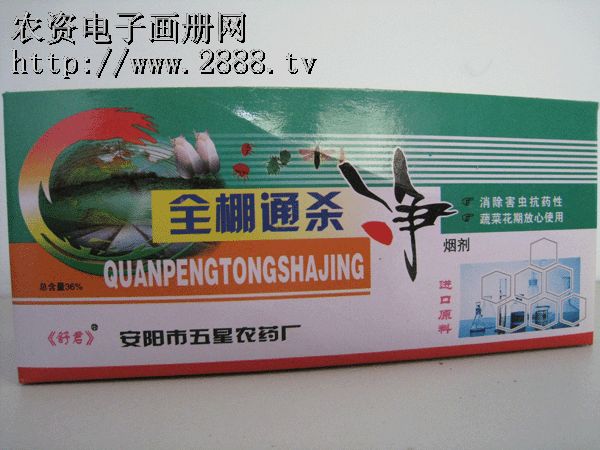 农资电子画册网
http://www.2888.tv
全棚通杀净
烟剂
消除害虫抗药性
蔬菜花期放心使用
QUANPENGTONGSHAJING
总含量36%
进口原料
《舒君》®
安阳市五星农药厂